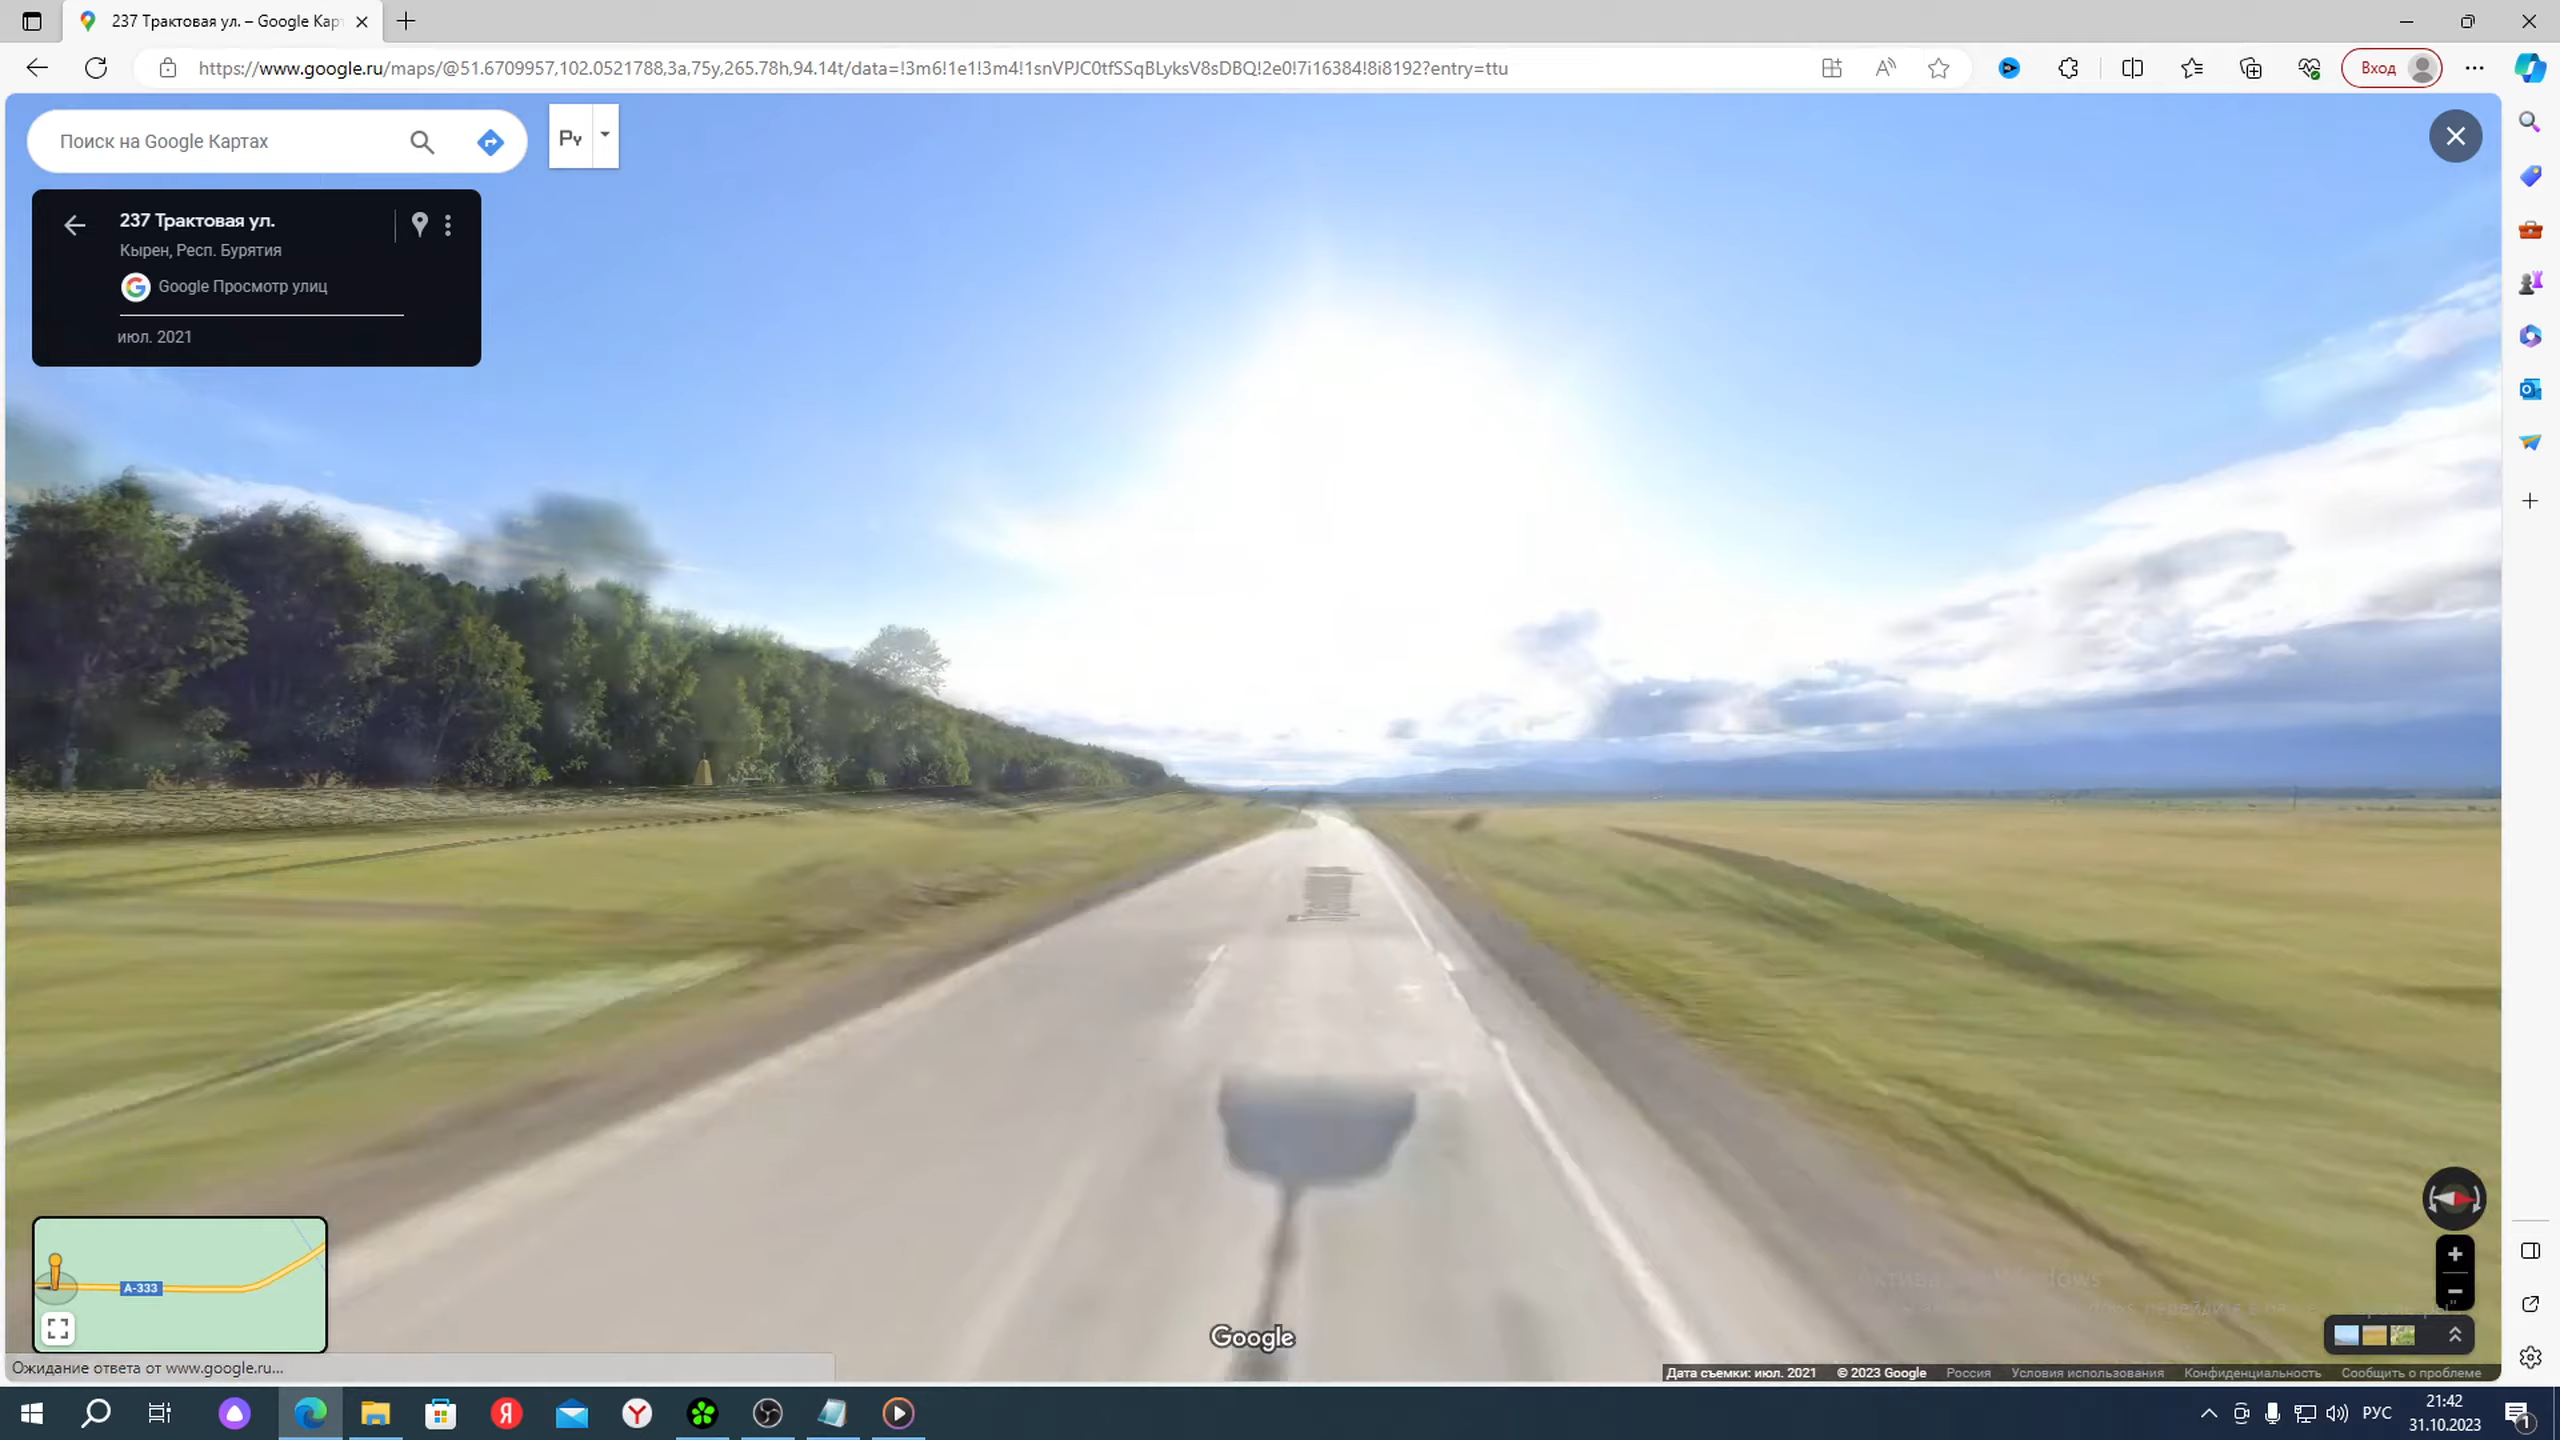 237 Трактовая ул. – Google Кар
https://www.google.ru/maps/@51.6709957,102.0521788,3a,75y,265.78h,94.14t/data=!3m6!1e1!3m4!1snVPJC0tfSSqBLyksV8sDBQ!2e0!7i16384!8i8192?entry=ttu
Вход
Поиск на Google Картах
237 Трактовая ул.
Кырен, Респ. Бурятия
Google Просмотр улиц
июл. 2021
A-333
Google
Ожидание ответа от www.google.ru...
Дата съемки: июл. 2021 © 2023 Google Россия Условия использования Конфиденциальность Сообщить о проблеме
РУС
21:42
31.10.2023
1